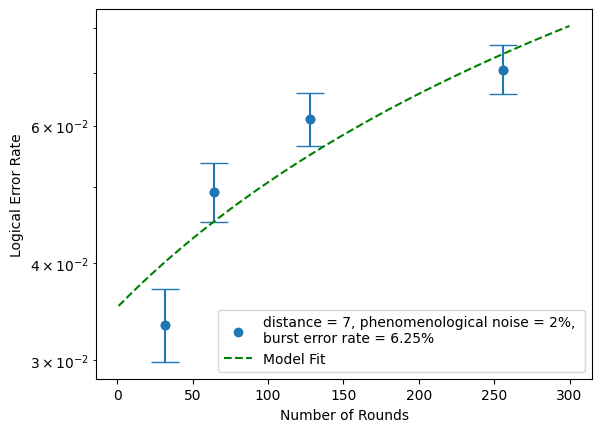 Logical Error Rate
6 × 10⁻²
4 × 10⁻²
3 × 10⁻²
distance = 7, phenomenological noise = 2%,
burst error rate = 6.25%
Model Fit
0 50 100 150 200 250 300
Number of Rounds